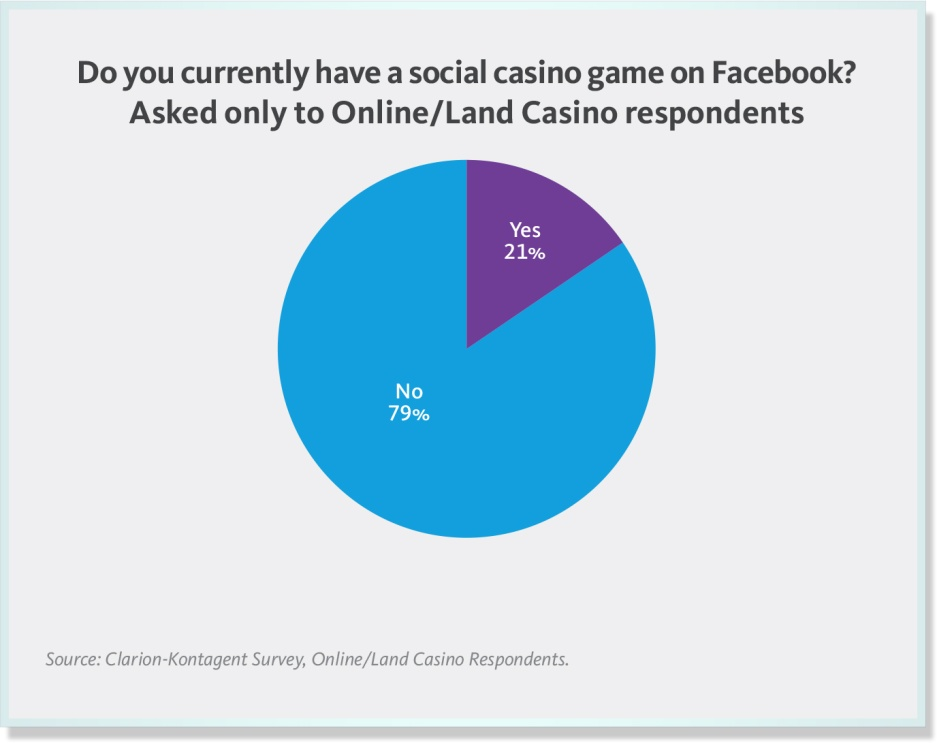 Do you currently have a social casino game on Facebook?
Asked only to Online/Land Casino respondents
Yes
21%
No
79%
Source: Clarion-Kontagent Survey, Online/Land Casino Respondents.